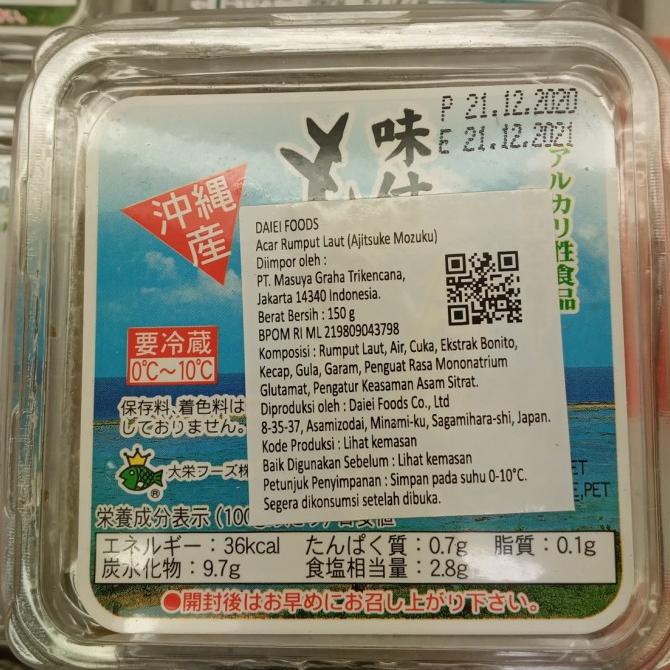 P 21.12.2020
E 21.12.2021
味付
アルカリ性食品
沖縄
産
DAIEI FOODS
Acar Rumput Laut (Ajitsuke Mozuku)
Diimpor oleh :
PT. Masuya Graha Trikencana,
Jakarta 14340 Indonesia.
Berat Bersih : 150 g
BPOM RI ML 219809043798
Komposisi : Rumput Laut, Air, Cuka, Ekstrak Bonito,
Kecap, Gula, Garam, Penguat Rasa Mononatrium
Glutamat, Pengatur Keasaman Asam Sitrat.
Diproduksi oleh : Daiei Foods Co., Ltd
8-35-37, Asamizodai, Minami-ku, Sagamihara-shi, Japan.
Kode Produksi : Lihat kemasan
Baik Digunakan Sebelum : Lihat kemasan
Petunjuk Penyimpanan : Simpan pada suhu 0-10°C.
Segera dikonsumsi setelah dibuka.
要冷蔵
0℃~10℃
保存料、着色料は
しておりません。
® 大栄フーズ株
PET
栄養成分表示(100
エネルギー:36kcal たんぱく質:0.7g 脂質:0.1g
炭水化物:9.7g 食塩相当量:2.8g
●開封後はお早めにお召し上がり下さい。